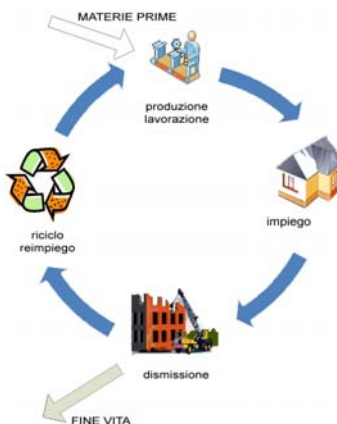 MATERIE PRIME
produzione
lavorazione
impiego
riciclo
reimpiego
dismissione
FINE VITA